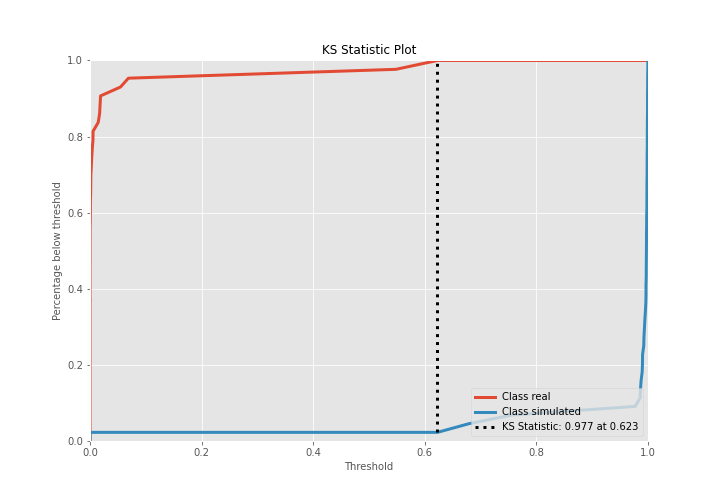 KS Statistic Plot
Percentage below threshold
1.0
0.8
0.6
0.4
0.2
0.0
0.0 0.2 0.4 0.6 0.8 1.0
Threshold
Class real
Class simulated
KS Statistic: 0.977 at 0.623